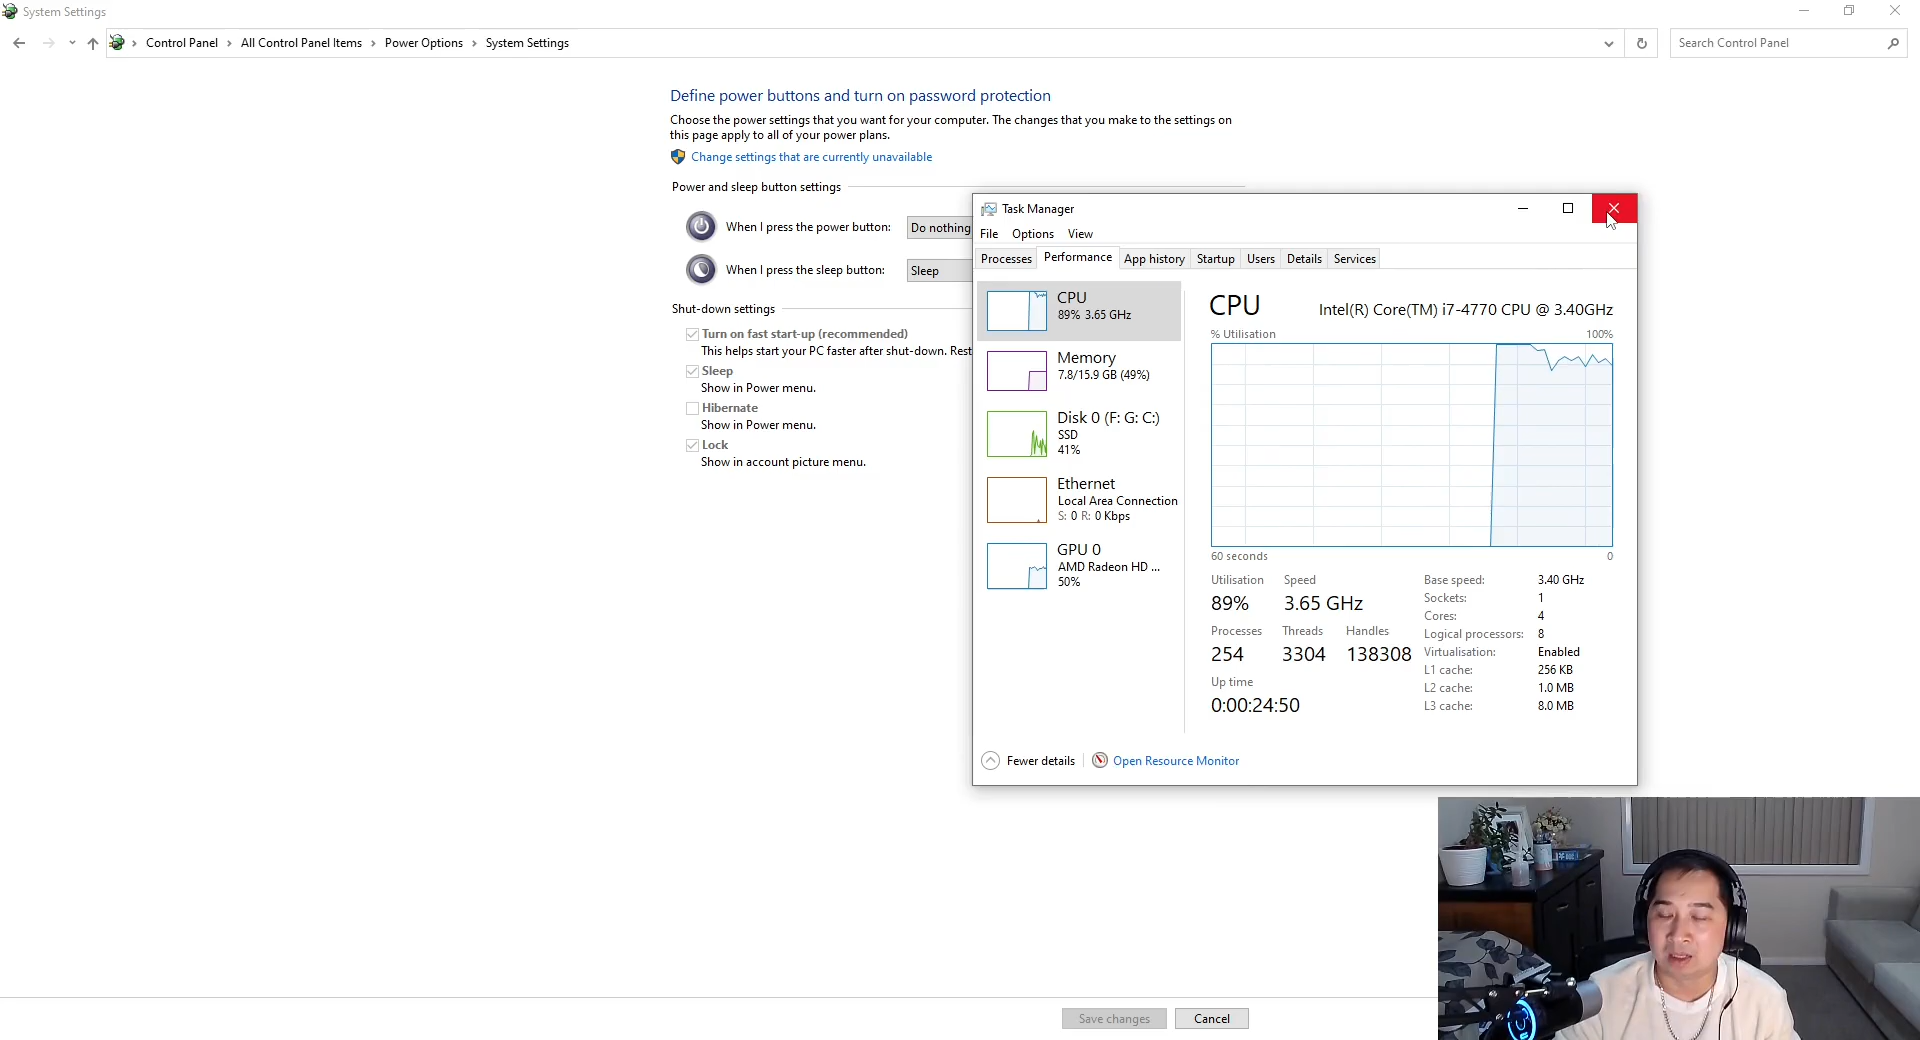 System Settings
Control Panel > All Control Panel Items > Power Options > System Settings
Search Control Panel
Define power buttons and turn on password protection
Choose the power settings that you want for your computer. The changes that you make to the settings on
this page apply to all of your power plans.
Change settings that are currently unavailable
Power and sleep button settings
When I press the power button: Do nothing
When I press the sleep button: Sleep
Shut-down settings
Turn on fast start-up (recommended)
This helps start your PC faster after shut-down. Rest
Sleep
Show in Power menu.
Hibernate
Show in Power menu.
Lock
Show in account picture menu.
Save changes Cancel
Task Manager
File Options View
Processes Performance App history Startup Users Details Services
CPU
89% 3.65 GHz
Memory
7.8/15.9 GB (49%)
Disk 0 (F: G: C:)
SSD
41%
Ethernet
Local Area Connection
S: 0 R: 0 Kbps
GPU 0
AMD Radeon HD ...
50%
CPU Intel(R) Core(TM) i7-4770 CPU @ 3.40GHz
% Utilisation 100%
60 seconds 0
Utilisation Speed
89% 3.65 GHz
Processes Threads Handles
254 3304 138308
Up time
0:00:24:50
Base speed: 3.40 GHz
Sockets: 1
Cores: 4
Logical processors: 8
Virtualisation: Enabled
L1 cache: 256 KB
L2 cache: 1.0 MB
L3 cache: 8.0 MB
Fewer details Open Resource Monitor